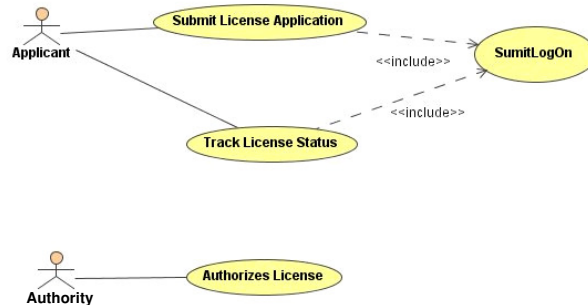 Submit License Application
Applicant
SumitLogOn
<<include>>
<<include>>
Track License Status
Authorizes License
Authority